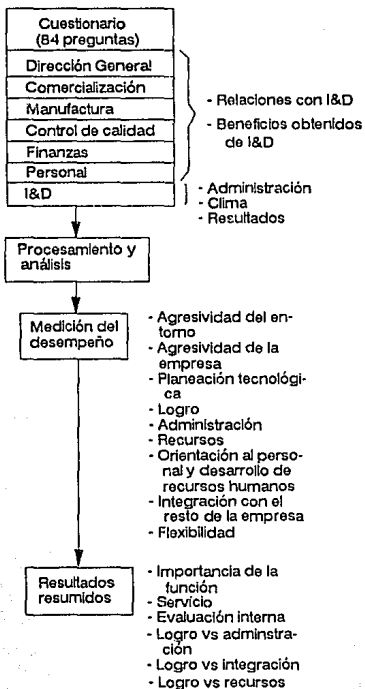 Cuestionario
(84 preguntas)
Dirección General
Comercialización
Manufactura
Control de calidad
Finanzas
Personal
I&D
- Relaciones con I&D
- Beneficios obtenidos
de I&D
- Administración
- Clima
- Resultados
Procesamiento y
análisis
Medición del
desempeño
- Agresividad del en-
torno
- Agresividad de la
empresa
- Planeación tecnológi-
ca
- Logro
- Administración
- Recursos
- Orientación al perso-
nal y desarrollo de
recursos humanos
- Integración con el
resto de la empresa
- Flexibilidad
Resultados
resumidos
- Importancia de la
función
- Servicio
- Evaluación interna
- Logro vs adminstra-
ción
- Logro vs integración
- Logro vs recursos